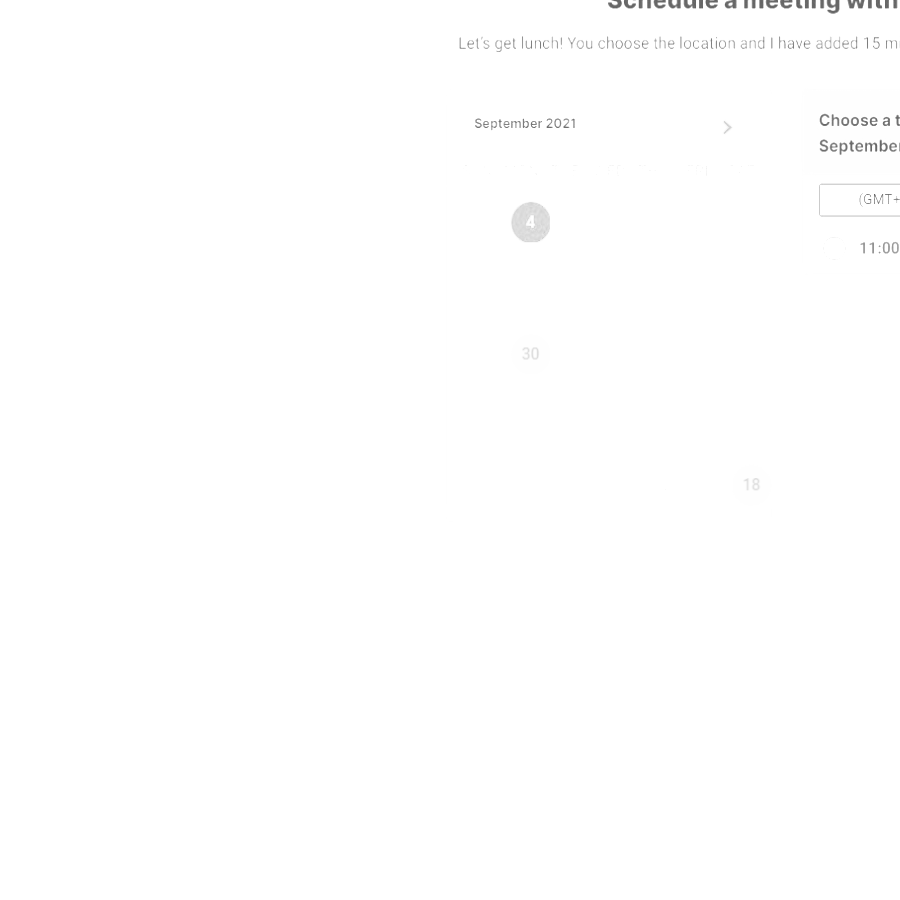 Schedule a meeting with
Let's get lunch! You choose the location and I have added 15 m
September 2021
Choose a t
September
(GMT+
4
11:00
30
18